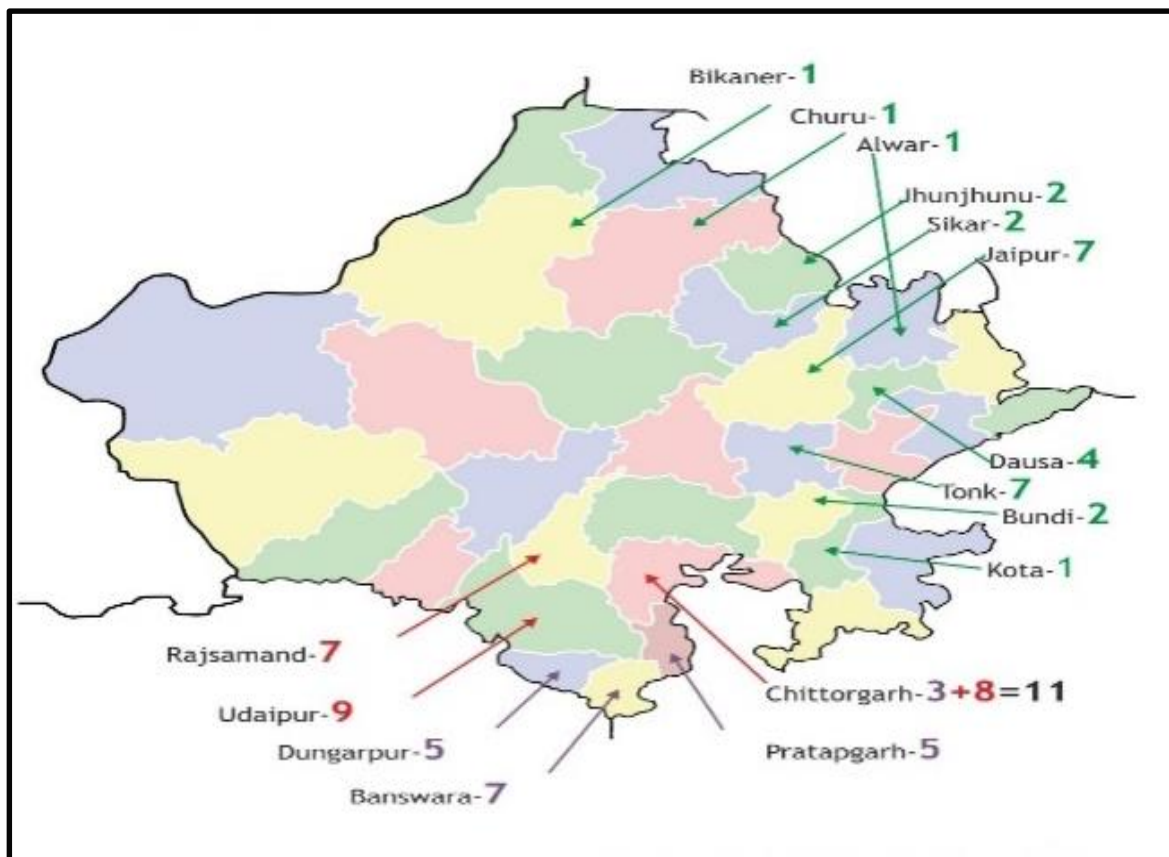 Bikaner-1
Churu-1
Alwar-1
Jhunjhunu-2
Sikar-2
Jaipur-7
Dausa-4
Tonk-7
Bundi-2
Kota-1
Rajsamand-7
Chittorgarh-3+8=11
Udaipur-9
Dungarpur-5
Pratapgarh-5
Banswara-7